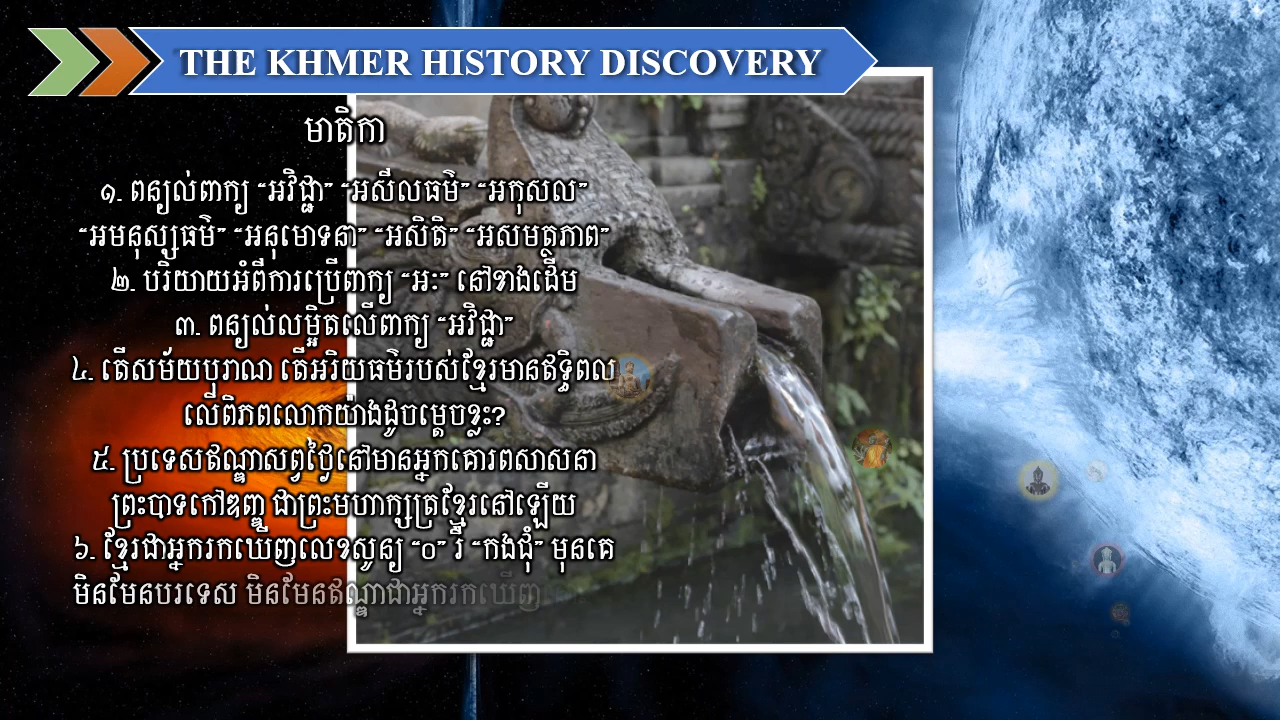 THE KHMER HISTORY DISCOVERY
មាតិកា
១. ពន្យល់ពាក្យ “អវិជ្ជា” “អសីលធម៌” “អកុសល”
“អមនុស្សធម៌” “អនុមោទនា” “អសិតិ” “អសមត្ថភាព”
២. បរិយាយអំពីការប្រើពាក្យ “អៈ” នៅខាងដើម
៣. ពន្យល់លម្អិតលើពាក្យ “អវិជ្ជា”
៤. តើសម័យបុរាណ តើអរិយធម៌របស់ខ្មែរមានឥទ្ធិពល
លើពិភពលោកយ៉ាងដូចម្តេចខ្លះ?
៥. ប្រទេសឥណ្ឌាសព្វថ្ងៃនៅមានអ្នកគោរពសាសនា
ព្រះបាទកៅឌញ្ញ ជាព្រះមហាក្សត្រខ្មែរនៅឡើយ
៦. ខ្មែរជាអ្នករកឃើញលេខសូន្យ “០” រឺ “កងជុំ” មុនគេ
មិនមែនបរទេស មិនមែនឥណ្ឌាជាអ្នករកឃើញ